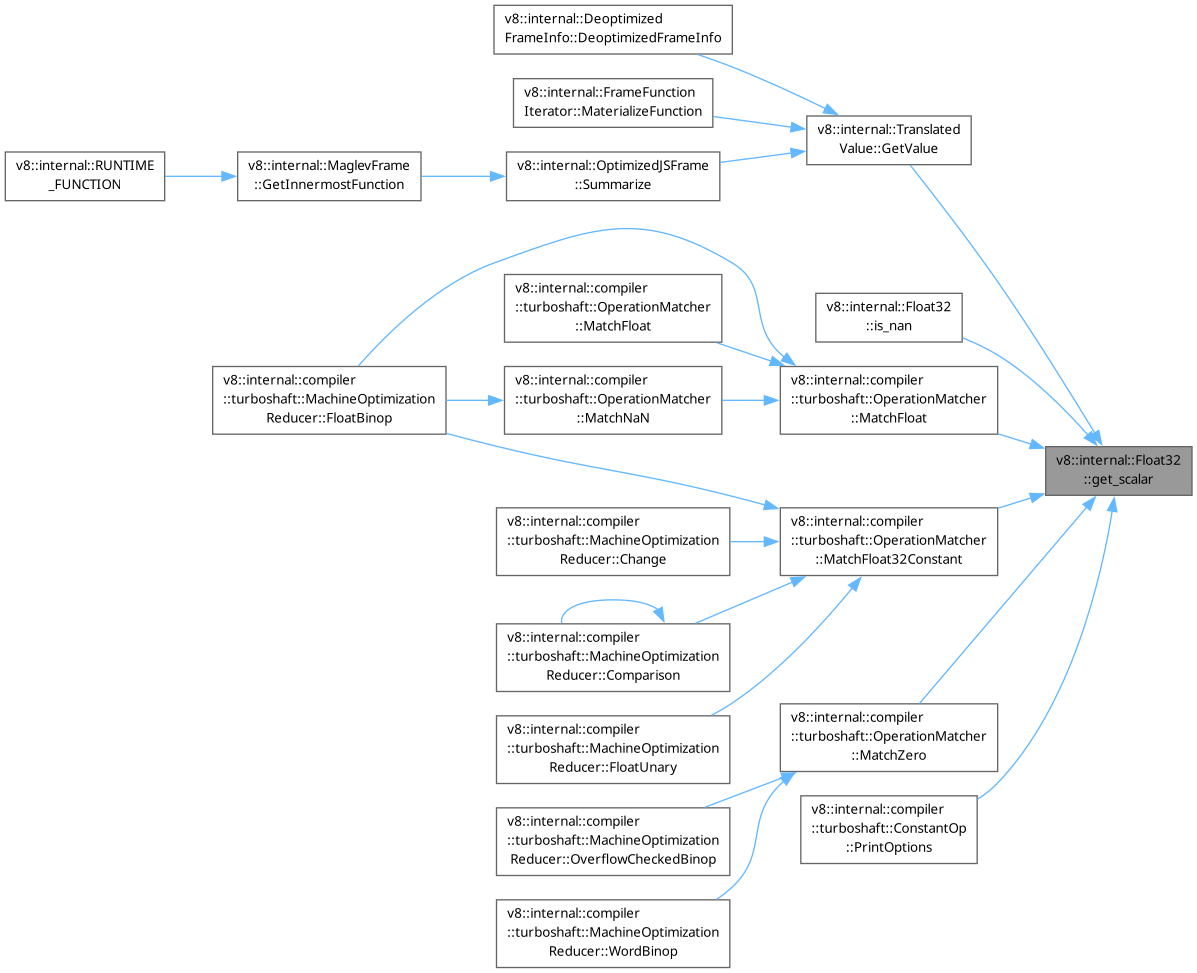 v8::internal::Deoptimized
FrameInfo::DeoptimizedFrameInfo
v8::internal::FrameFunction
Iterator::MaterializeFunction
v8::internal::Translated
Value::GetValue
v8::internal::RUNTIME
_FUNCTION
v8::internal::MaglevFrame
::GetInnermostFunction
v8::internal::OptimizedJSFrame
::Summarize
v8::internal::compiler
::turboshaft::OperationMatcher
::MatchFloat
v8::internal::Float32
::is_nan
v8::internal::compiler
::turboshaft::MachineOptimization
Reducer::FloatBinop
v8::internal::compiler
::turboshaft::OperationMatcher
::MatchNaN
v8::internal::compiler
::turboshaft::OperationMatcher
::MatchFloat
v8::internal::Float32
::get_scalar
v8::internal::compiler
::turboshaft::MachineOptimization
Reducer::Change
v8::internal::compiler
::turboshaft::OperationMatcher
::MatchFloat32Constant
v8::internal::compiler
::turboshaft::MachineOptimization
Reducer::Comparison
v8::internal::compiler
::turboshaft::MachineOptimization
Reducer::FloatUnary
v8::internal::compiler
::turboshaft::OperationMatcher
::MatchZero
v8::internal::compiler
::turboshaft::MachineOptimization
Reducer::OverflowCheckedBinop
v8::internal::compiler
::turboshaft::ConstantOp
::PrintOptions
v8::internal::compiler
::turboshaft::MachineOptimization
Reducer::WordBinop